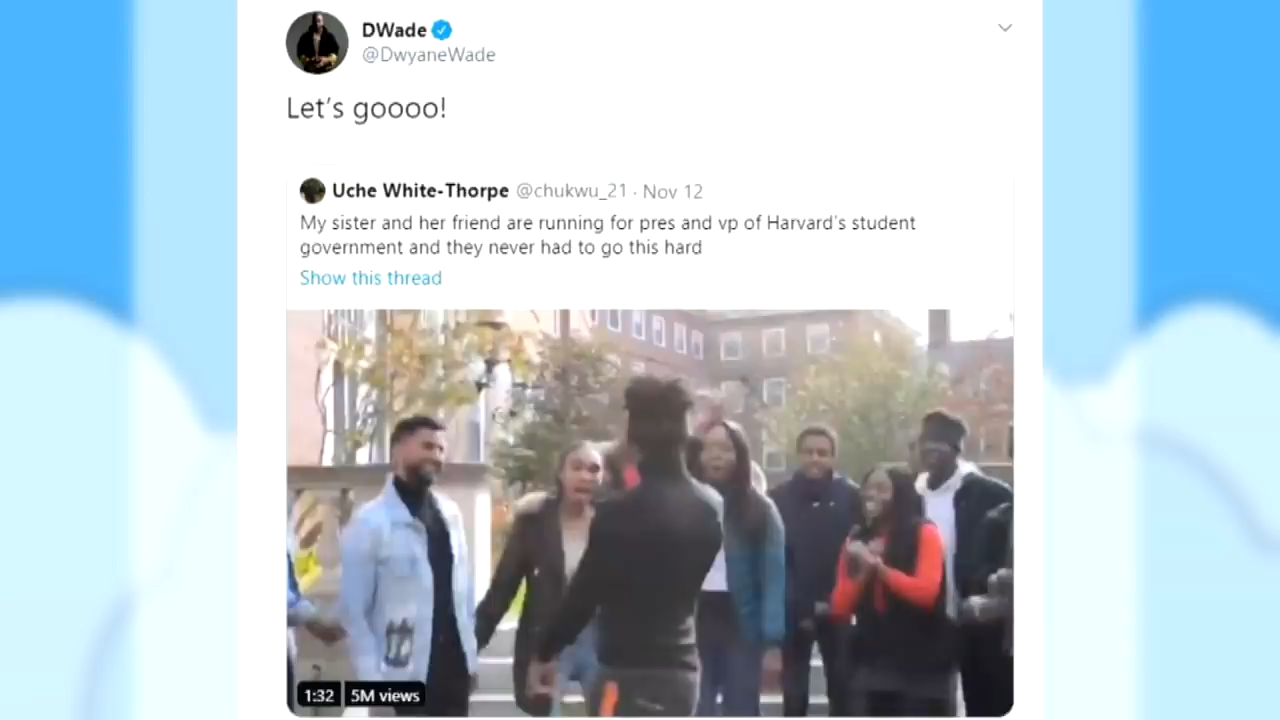 DWade
@DwyaneWade
Let's goooo!
Uche White-Thorpe @chukwu_21 · Nov 12
My sister and her friend are running for pres and vp of Harvard's student
government and they never had to go this hard
Show this thread
1:32 5M views